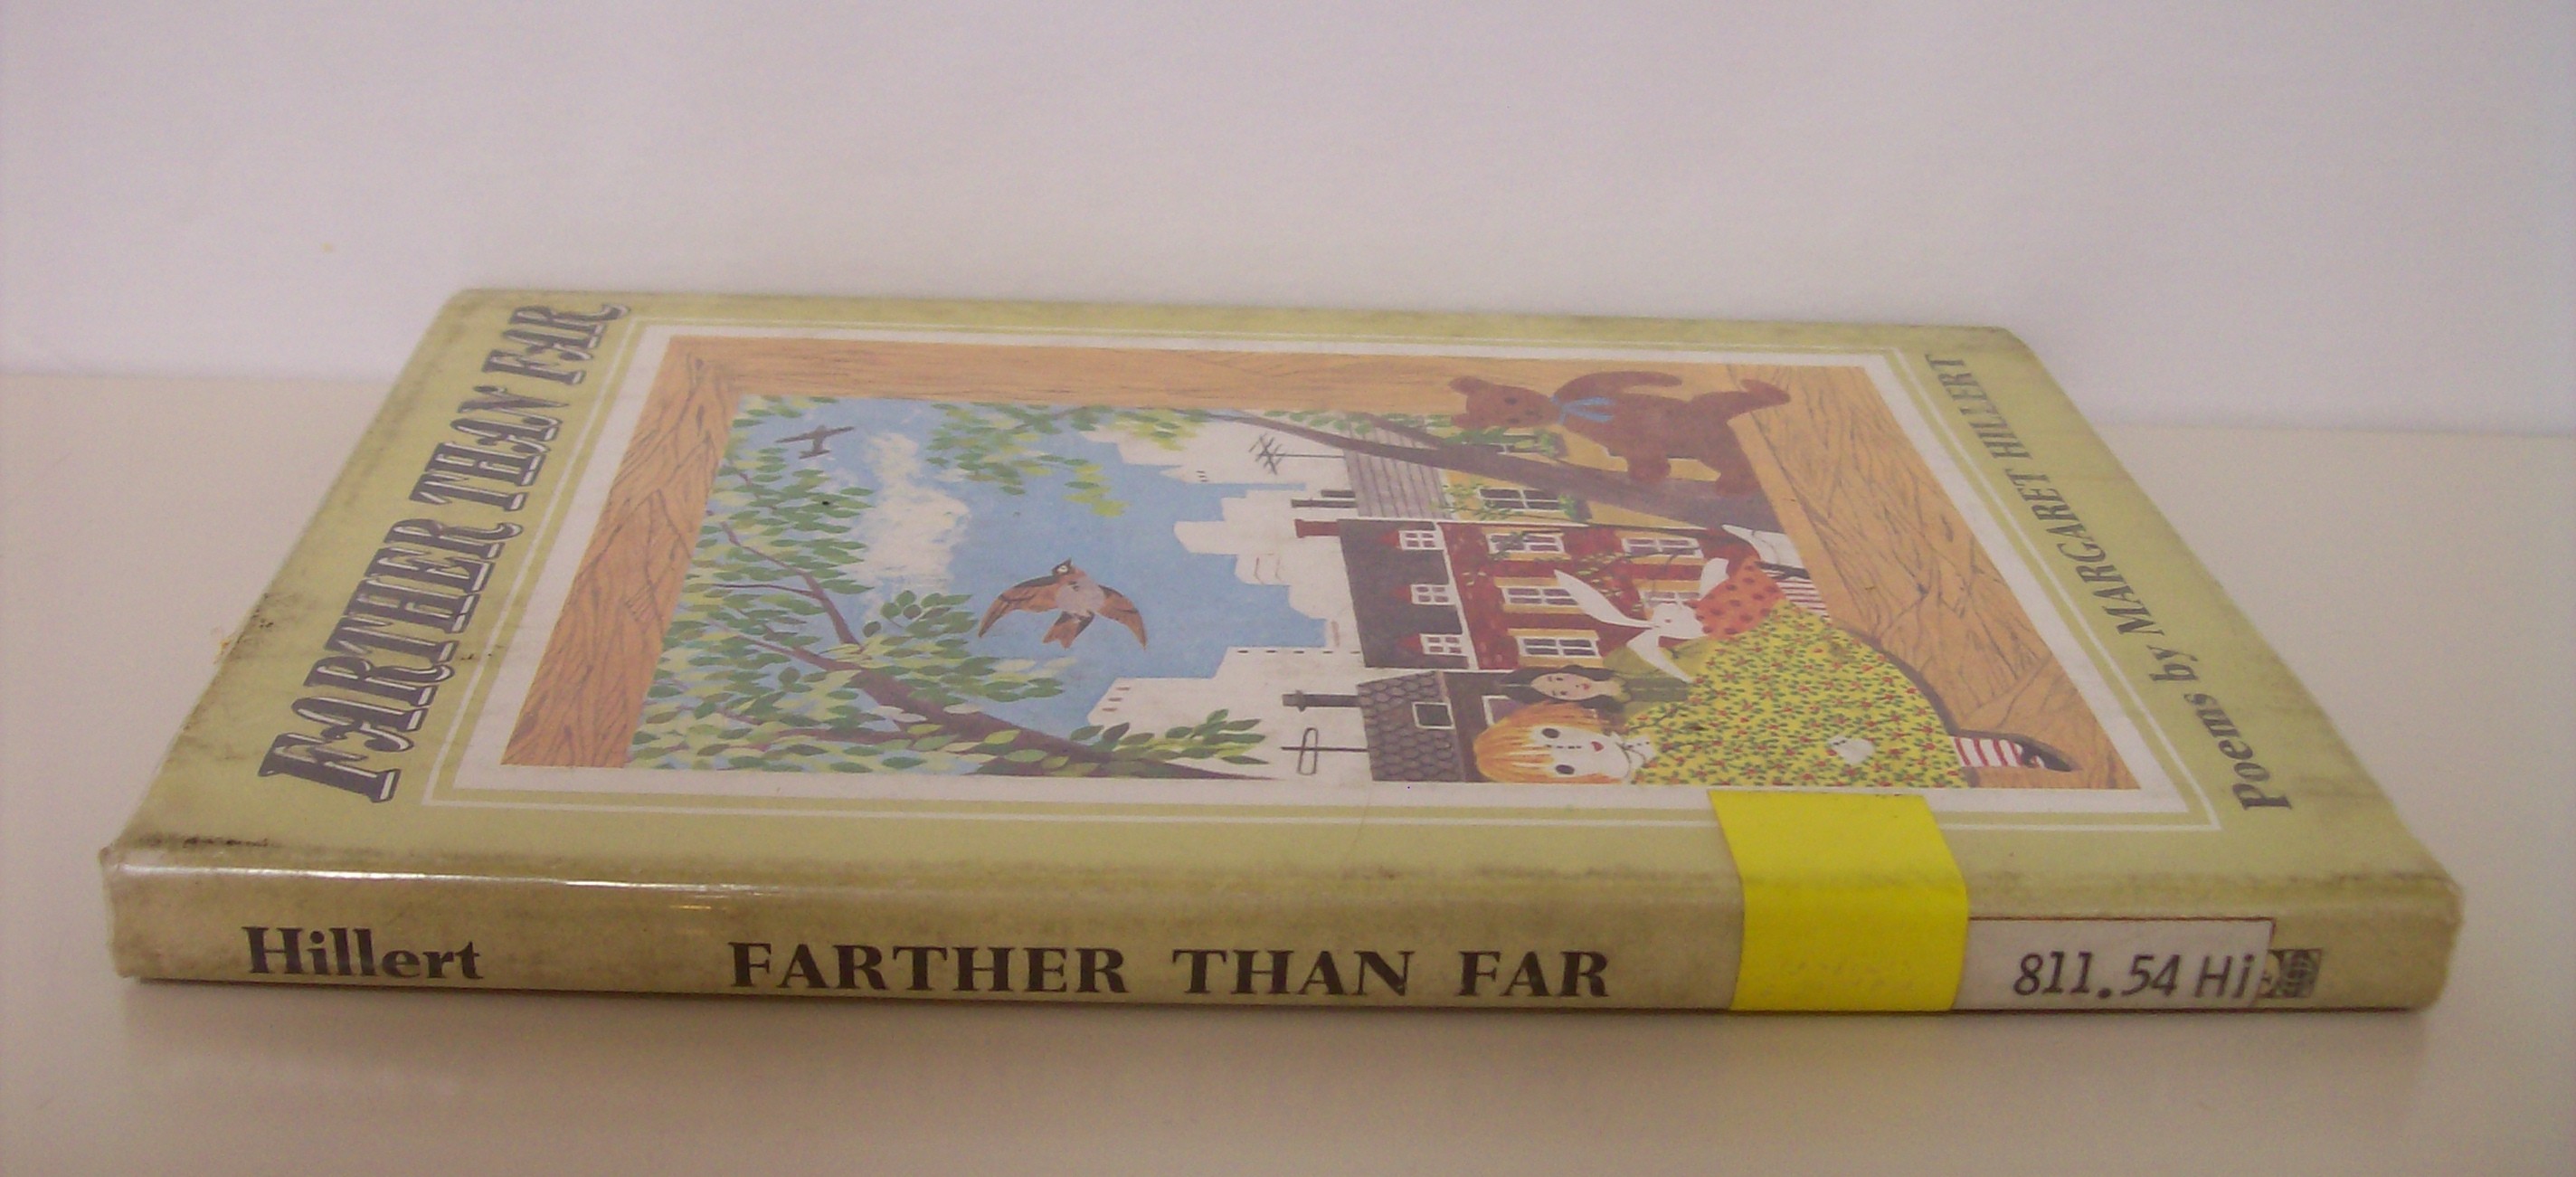 FARTHER THAN FAR
Poems by MARGARET HILLERT
Hillert FARTHER THAN FAR 811.54 Hi